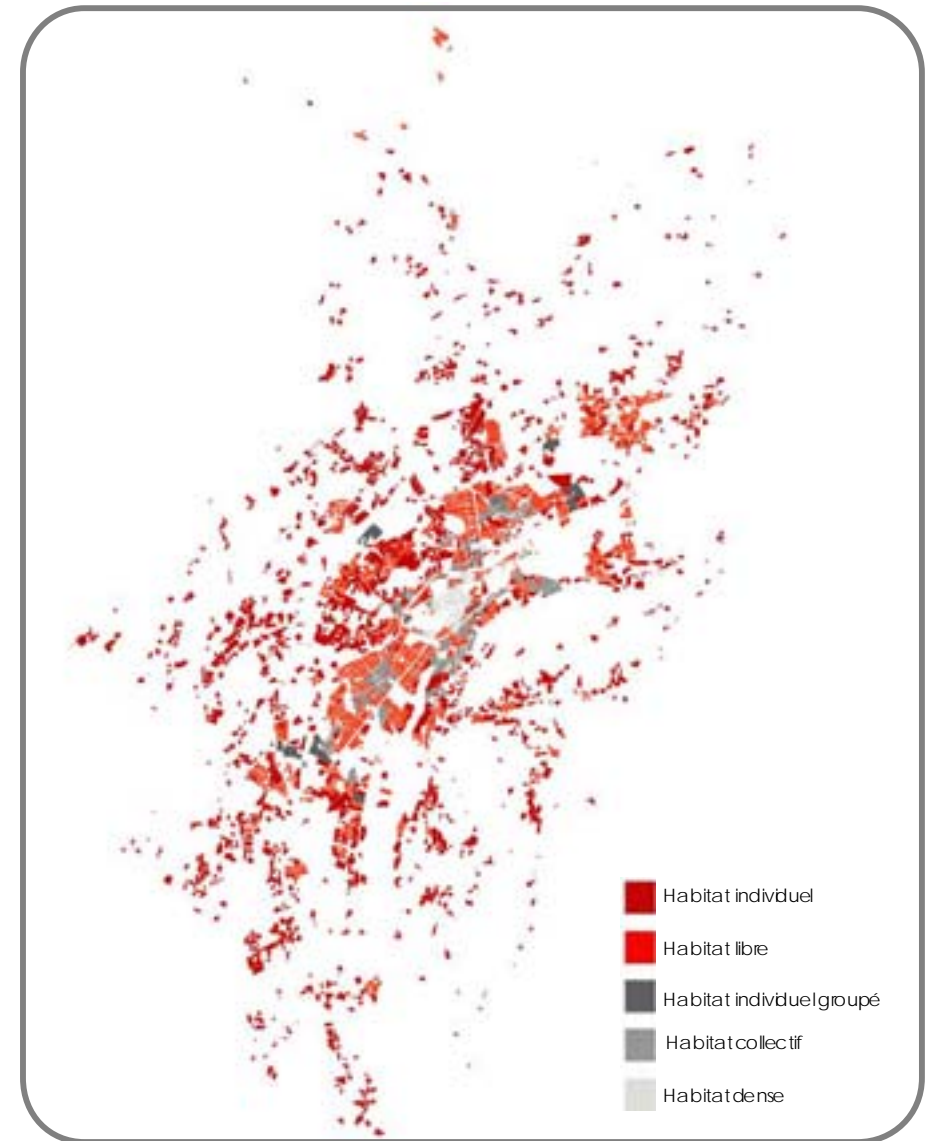 Habitat individuel
Habitat libre
Habitat individuel groupé
Habitat collectif
Habitat dense